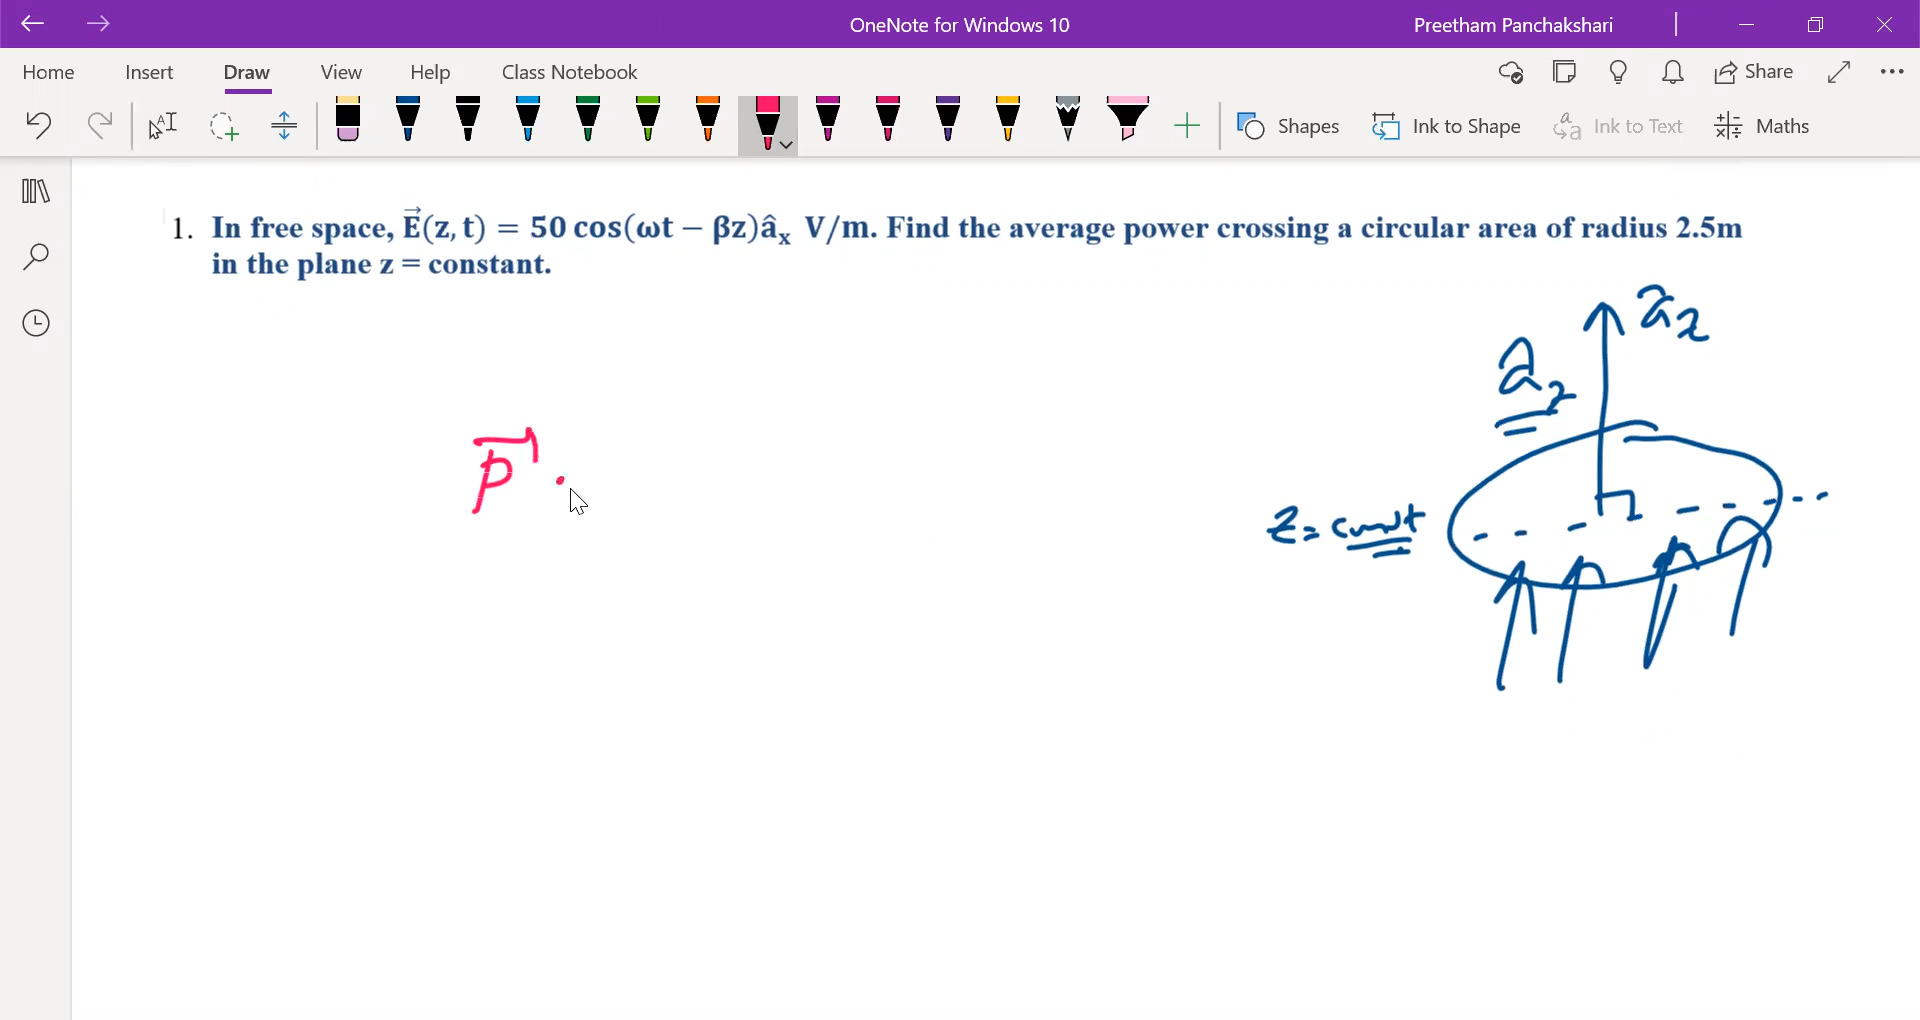 OneNote for Windows 10
Preetham Panchakshari
Home Insert Draw View Help Class Notebook
Share
Shapes Ink to Shape Ink to Text Maths
1. In free space, E⃗(z, t) = 50 cos(ωt − βz)âₓ V/m. Find the average power crossing a circular area of radius 2.5m
in the plane z = constant.
â_z
â_z
P⃗ ·
z = const